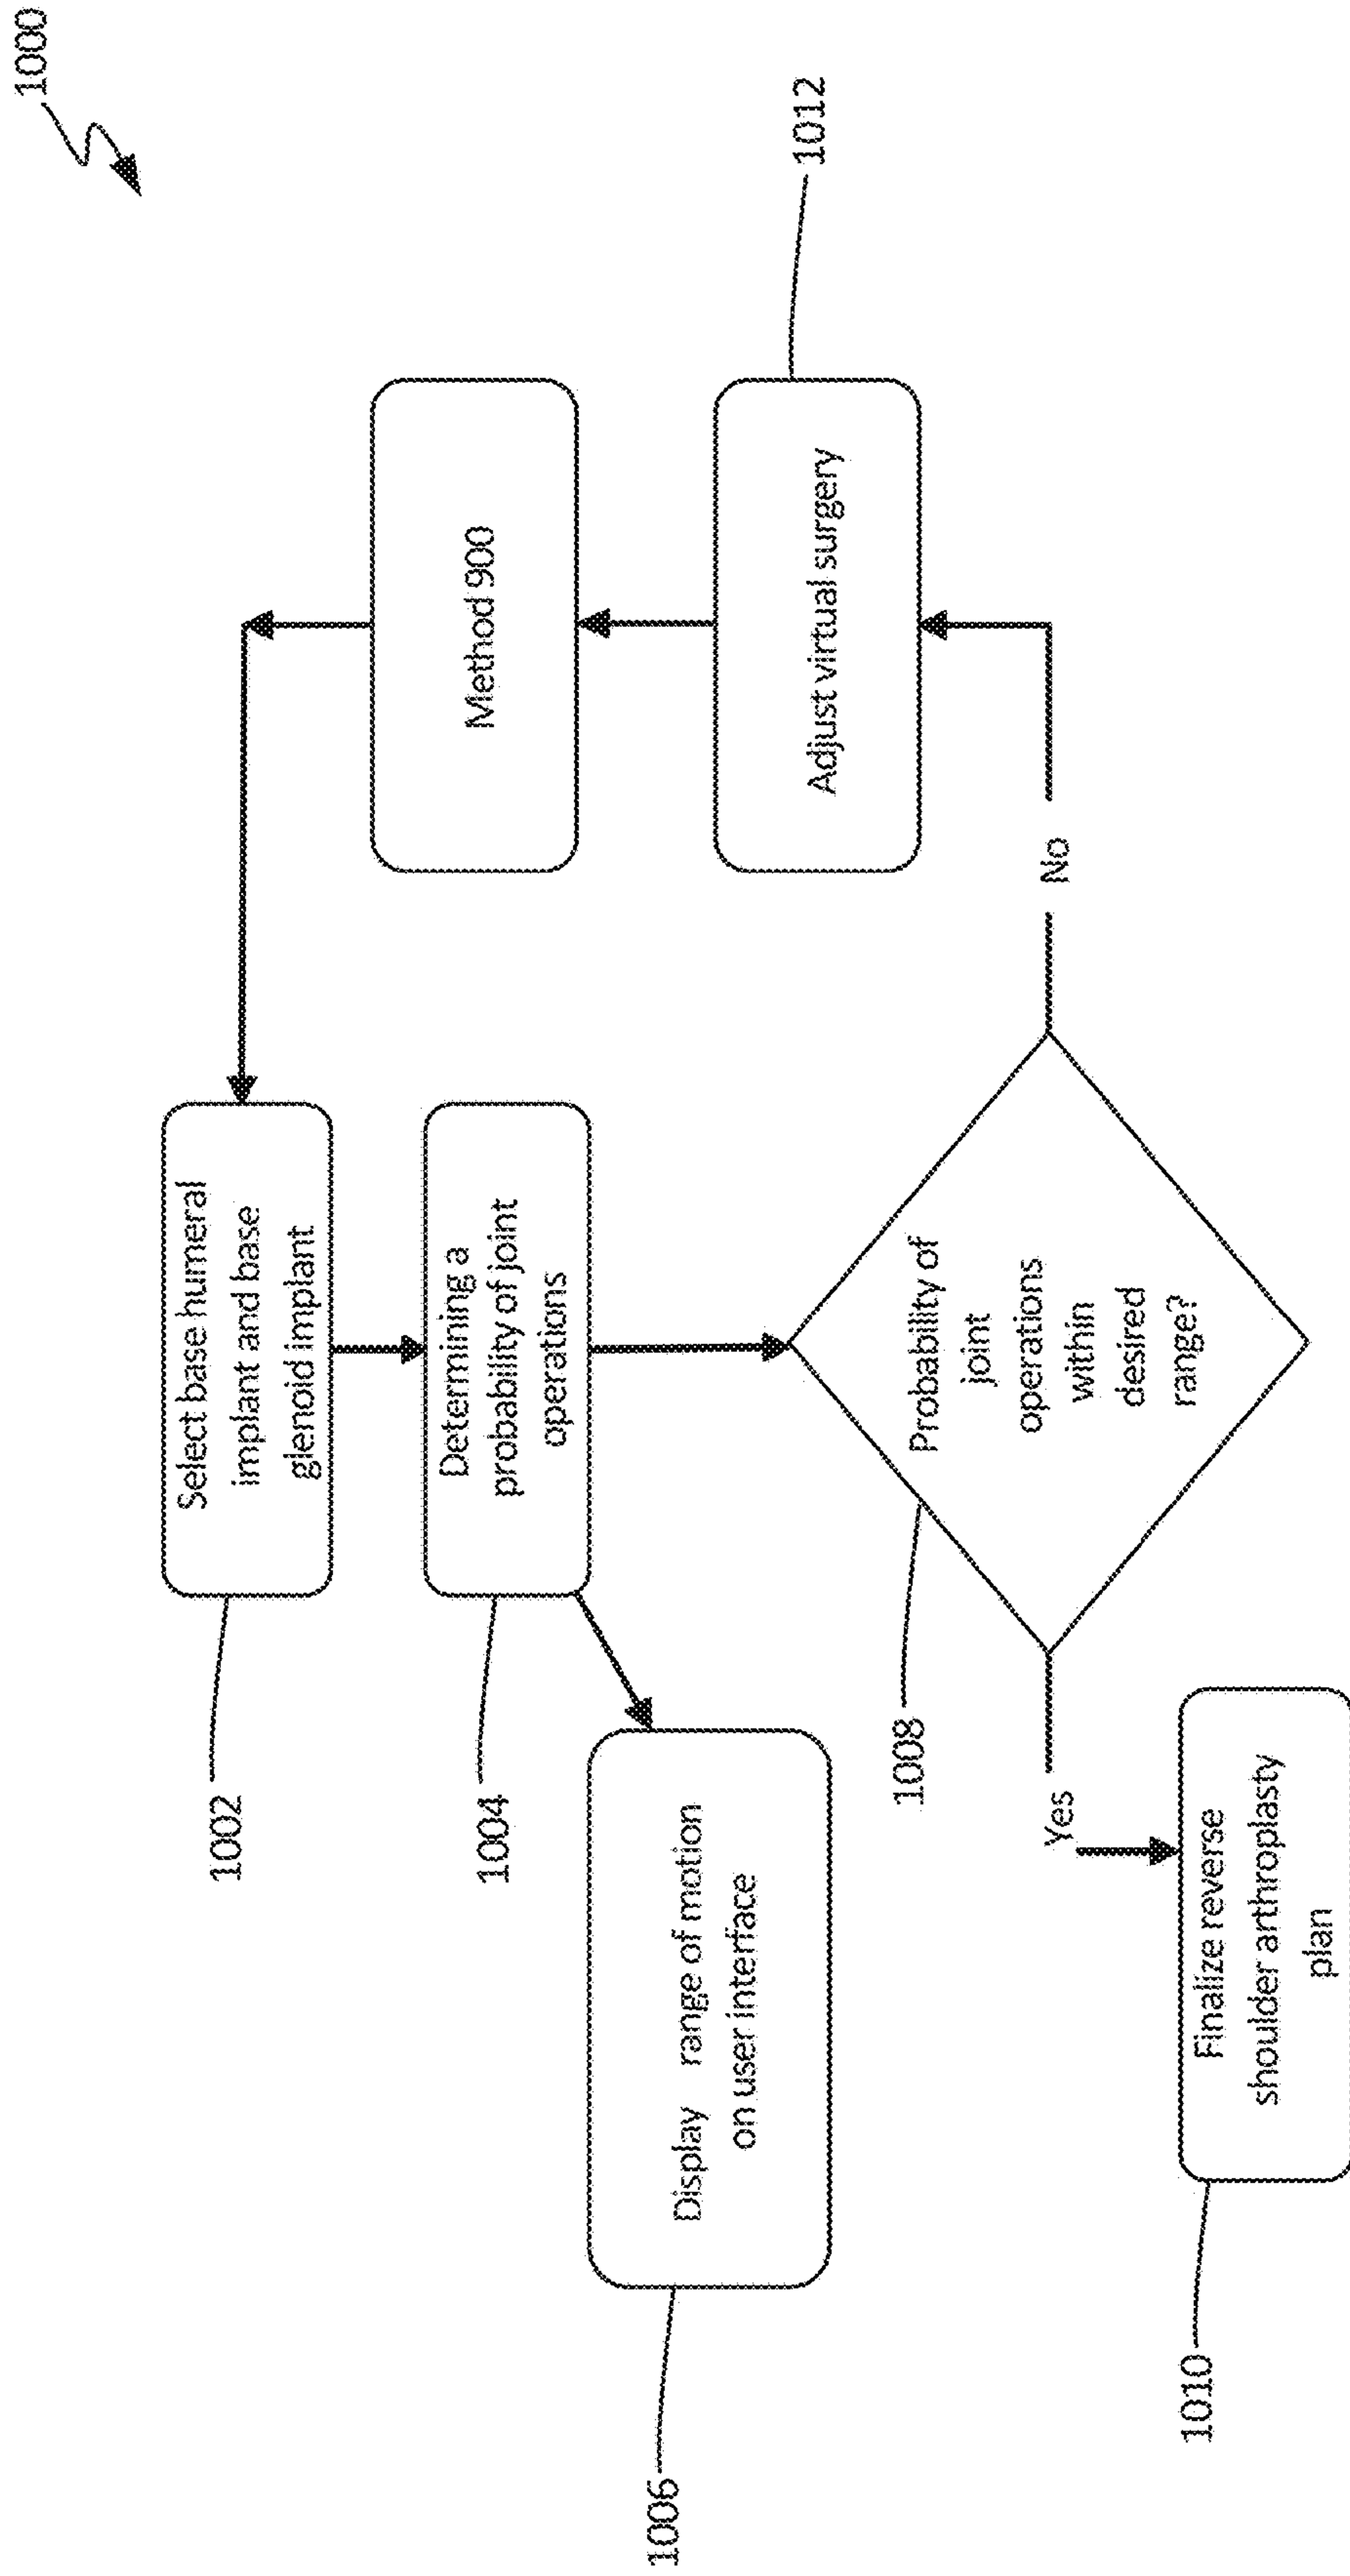 1000
1002
Select base humeral
implant and base
glenoid implant
1004
Determining a
probability of joint
operations
1006
Display range of motion
on user interface
1008
Probability of
joint
operations
within
desired
range?
Yes
No
1010
Finalize reverse
shoulder arthroplasty
plan
Method 900
Adjust virtual surgery
1012